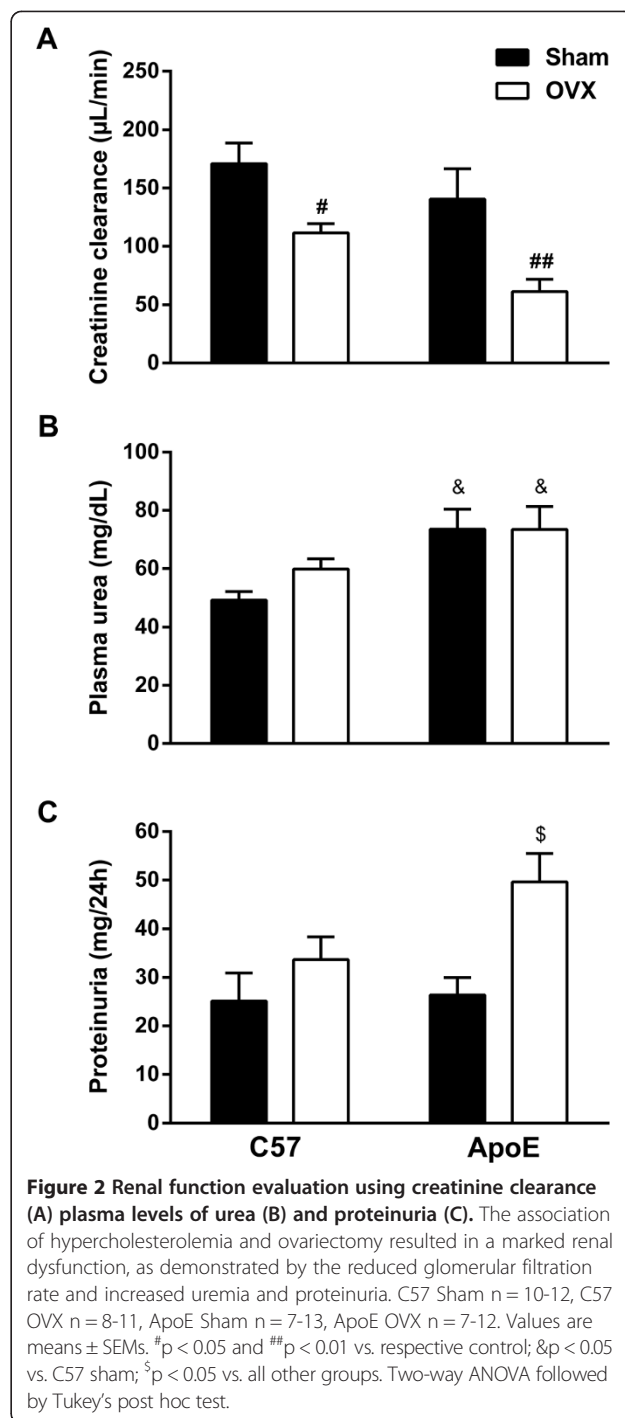 A
Sham
OVX
Creatinine clearance (µL/min)
250
200
150
100
50
0
#
##
B
Plasma urea (mg/dL)
100
80
60
40
20
0
&
&
C
Proteinuria (mg/24h)
60
50
40
30
20
10
0
$
C57
ApoE
Figure 2 Renal function evaluation using creatinine clearance
(A) plasma levels of urea (B) and proteinuria (C). The association
of hypercholesterolemia and ovariectomy resulted in a marked renal
dysfunction, as demonstrated by the reduced glomerular filtration
rate and increased uremia and proteinuria. C57 Sham n = 10-12, C57
OVX n = 8-11, ApoE Sham n = 7-13, ApoE OVX n = 7-12. Values are
means ± SEMs. #p < 0.05 and ##p < 0.01 vs. respective control; &p < 0.05
vs. C57 sham; $p < 0.05 vs. all other groups. Two-way ANOVA followed
by Tukey's post hoc test.